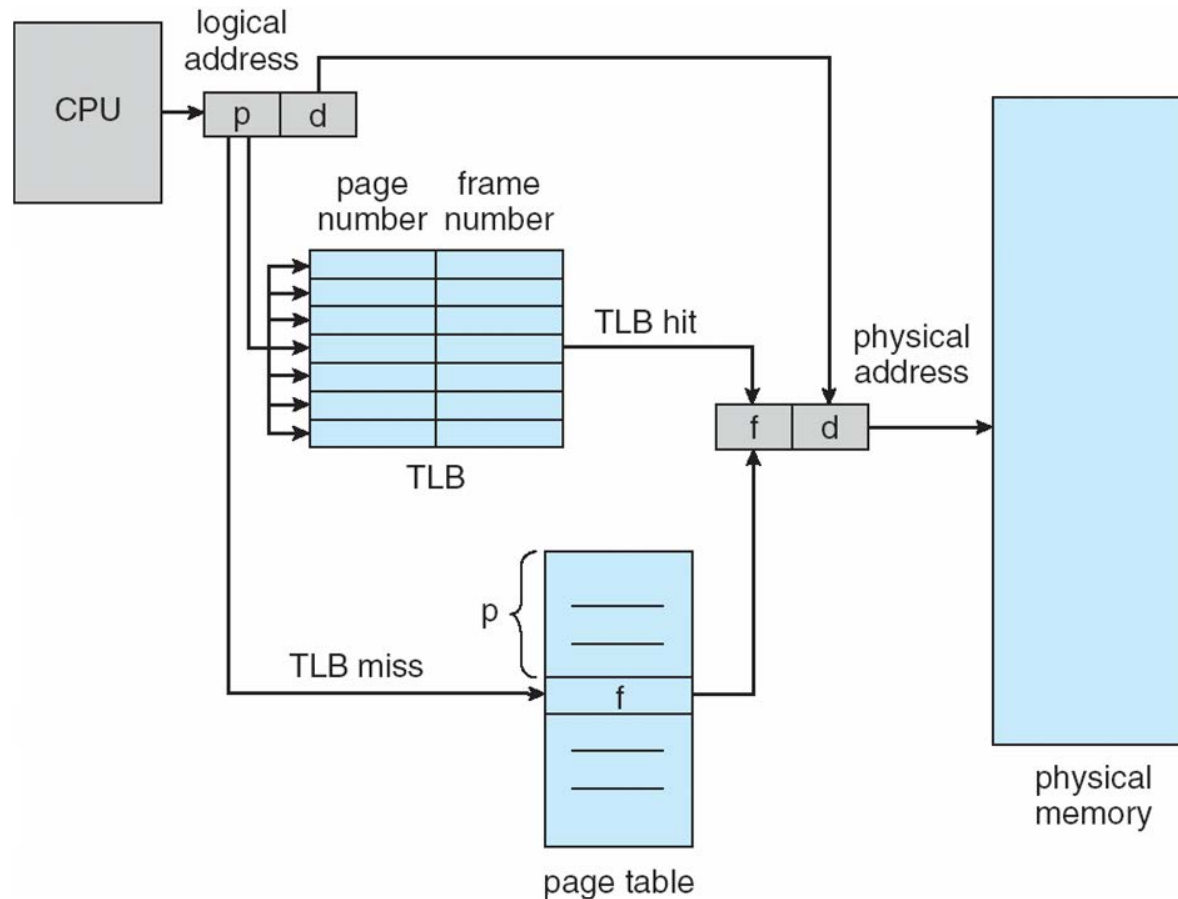 logical
address
CPU
p
d
page
number
frame
number
TLB hit
physical
address
f
d
TLB
p
TLB miss
f
physical
memory
page table